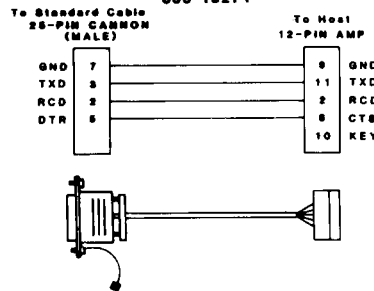 To Standard Cable
25-PIN CANNON
(MALE)
To Host
12-PIN AMP
GND 7 9 GND
TXD 3 11 TXD
RCD 2 2 RCD
DTR 5 8 CTS
10 KEY